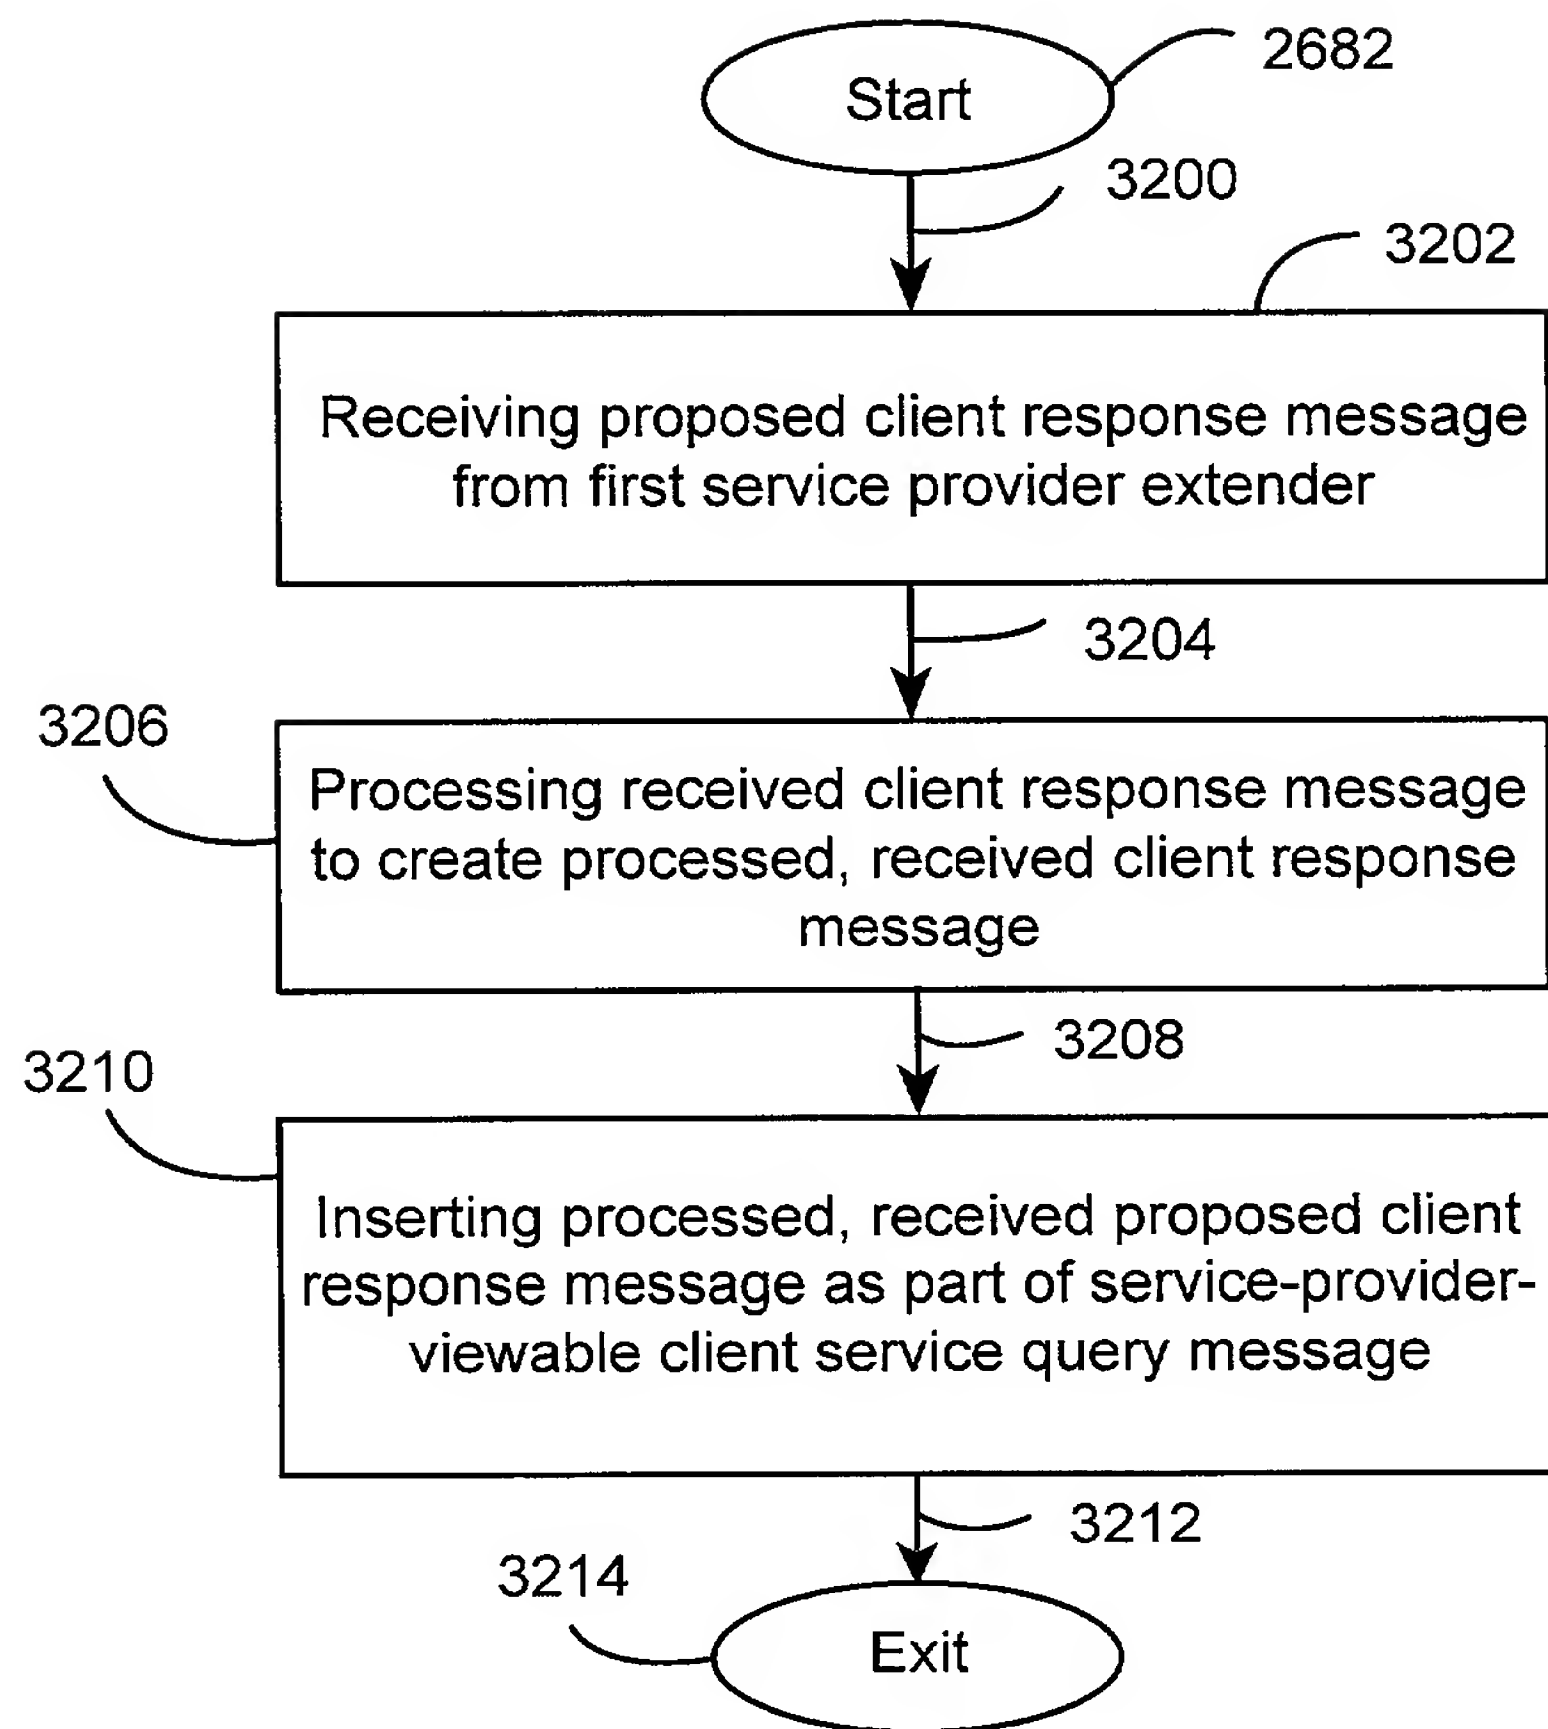 Start
2682
3200
3202
Receiving proposed client response message
from first service provider extender
3204
3206
Processing received client response message
to create processed, received client response
message
3208
3210
Inserting processed, received proposed client
response message as part of service-provider-
viewable client service query message
3212
3214
Exit